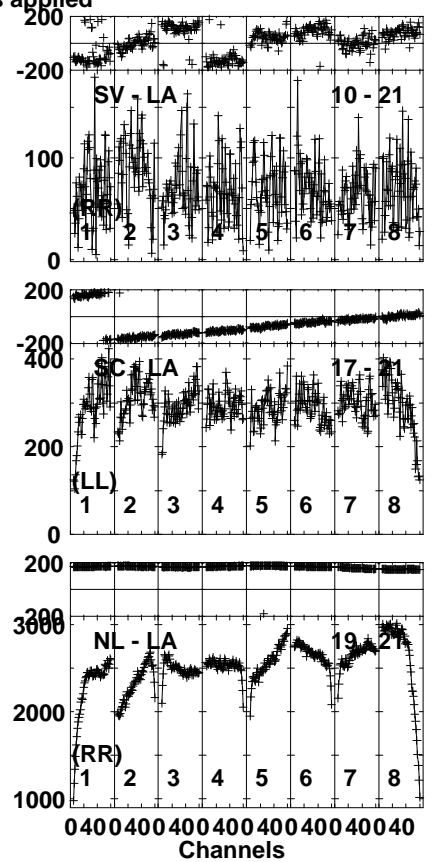 s applied
200
-200
SV - LA 10 - 21
100
(RR)
1 2 3 4 5 6 7 8
0
200
-200
400
SC - LA 17 - 21
200
(LL)
1 2 3 4 5 6 7 8
0
200
-200
3000
NL - LA 19 - 21
2000
(RR)
1 2 3 4 5 6 7 8
1000
0 40 0 40 0 40 0 40 0 40 0 40 0 40 0 40
Channels